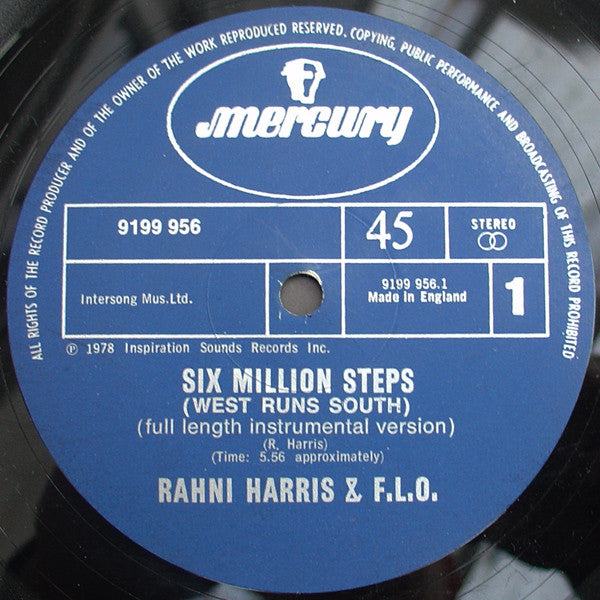 ALL RIGHTS OF THE RECORD PRODUCER AND OF THE OWNER OF THE WORK REPRODUCED RESERVED. COPYING, PUBLIC PERFORMANCE AND BROADCASTING OF THIS RECORD PROHIBITED
mercury
9199 956
45
STEREO
Intersong Mus.Ltd.
9199 956.1
Made in England
1
℗ 1978 Inspiration Sounds Records Inc.
SIX MILLION STEPS
(WEST RUNS SOUTH)
(full length instrumental version)
(R. Harris)
(Time: 5.56 approximately)
RAHNI HARRIS & F.L.O.